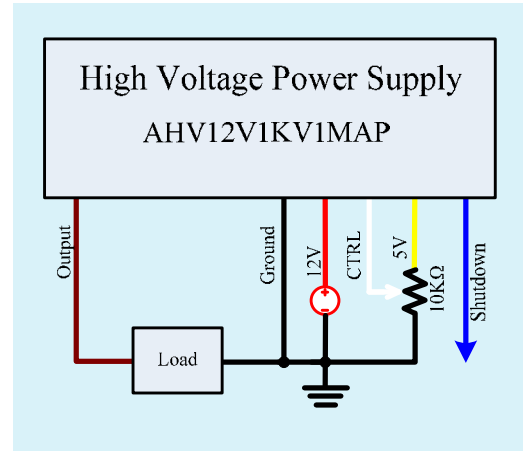 High Voltage Power Supply
AHV12V1KV1MAP
Output
Ground
12V
CTRL
5V
10KΩ
Shutdown
Load